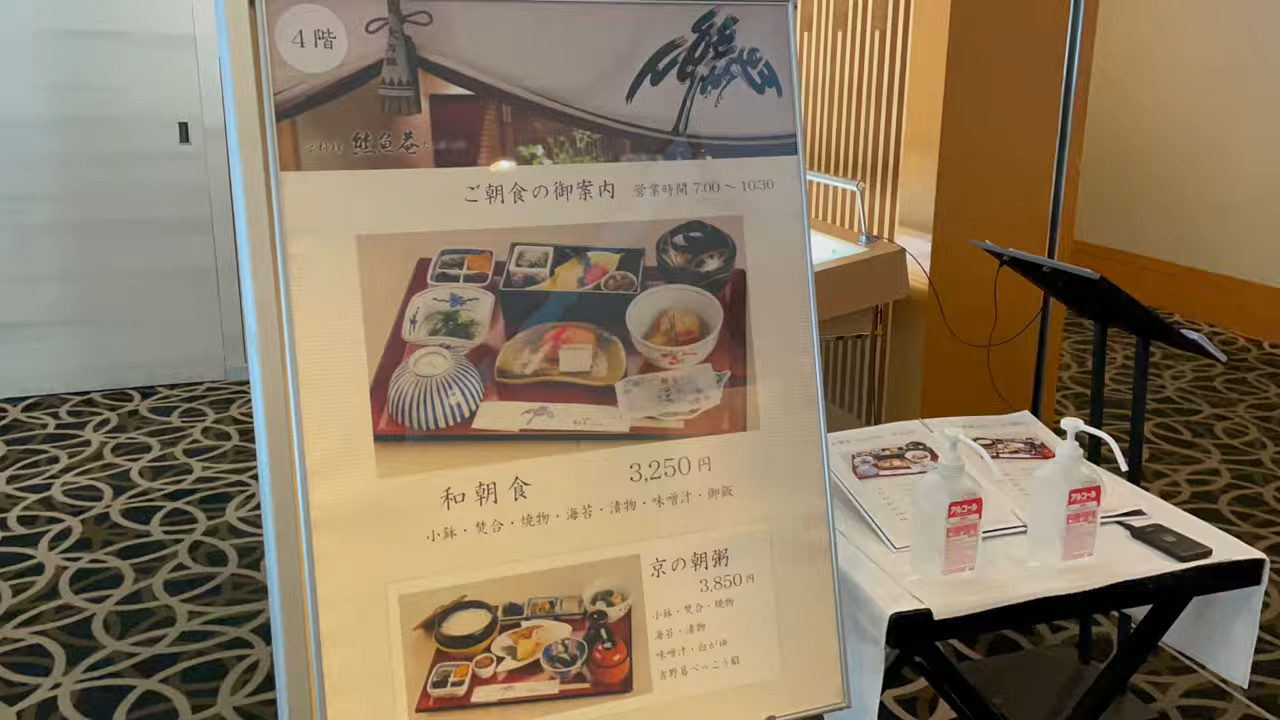 4階
熊魚菴
ご朝食の御案内 営業時間 7:00 ～ 10:30
和朝食 3,250円
小鉢・焚合・焼物・海苔・漬物・味噌汁・御飯
京の朝粥
3,850円
小鉢・焚合・焼物
海苔・漬物
味噌汁・白がゆ
吉野葛べっこう餡
アルコール
アルコール